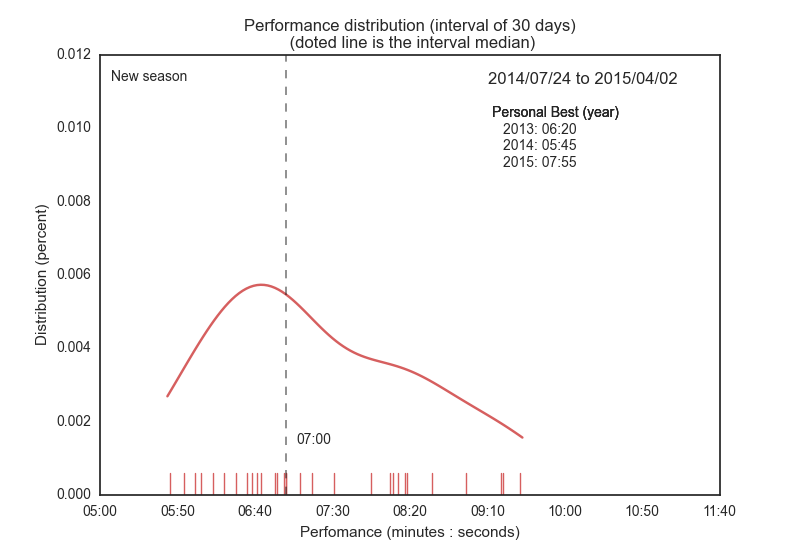 Performance distribution (interval of 30 days)
(doted line is the interval median)
New season
2014/07/24 to 2015/04/02
Personal Best (year)
2013: 06:20
2014: 05:45
2015: 07:55
Distribution (percent)
0.012
0.010
0.008
0.006
0.004
0.002
0.000
07:00
05:00 05:50 06:40 07:30 08:20 09:10 10:00 10:50 11:40
Perfomance (minutes : seconds)